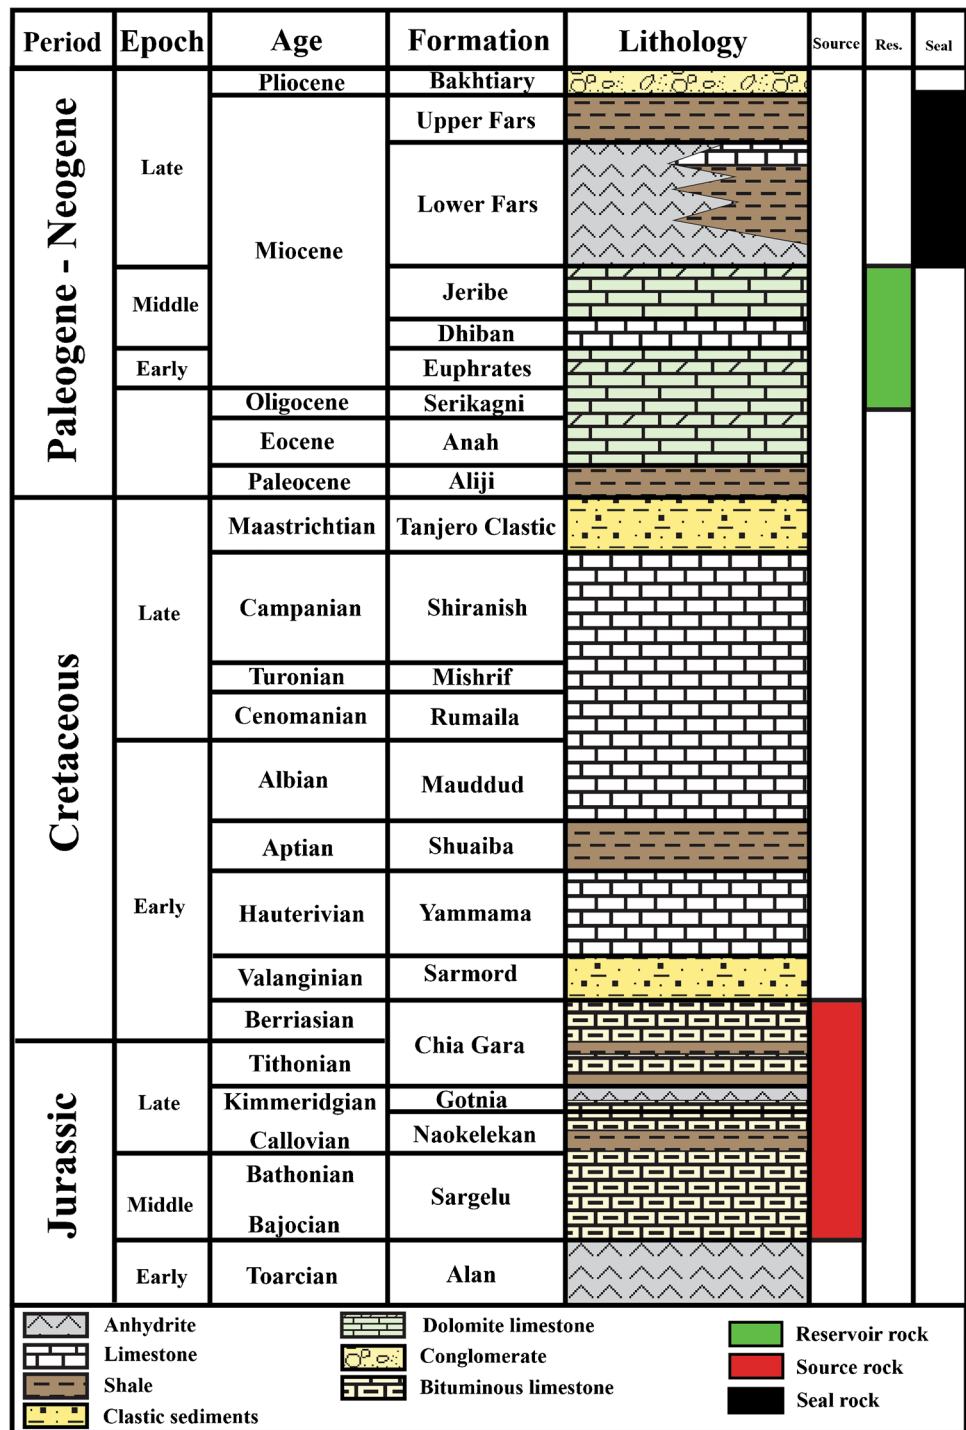 Period Epoch Age Formation Lithology Source Res. Seal
Paleogene - Neogene
Late
Middle
Early
Pliocene
Miocene
Oligocene
Eocene
Paleocene
Bakhtiary
Upper Fars
Lower Fars
Jeribe
Dhiban
Euphrates
Serikagni
Anah
Aliji
Cretaceous
Late
Early
Maastrichtian
Campanian
Turonian
Cenomanian
Albian
Aptian
Hauterivian
Valanginian
Berriasian
Tanjero Clastic
Shiranish
Mishrif
Rumaila
Mauddud
Shuaiba
Yammama
Sarmord
Chia Gara
Jurassic
Late
Middle
Early
Tithonian
Kimmeridgian
Callovian
Bathonian
Bajocian
Toarcian
Gotnia
Naokelekan
Sargelu
Alan
Anhydrite
Limestone
Shale
Clastic sediments
Dolomite limestone
Conglomerate
Bituminous limestone
Reservoir rock
Source rock
Seal rock